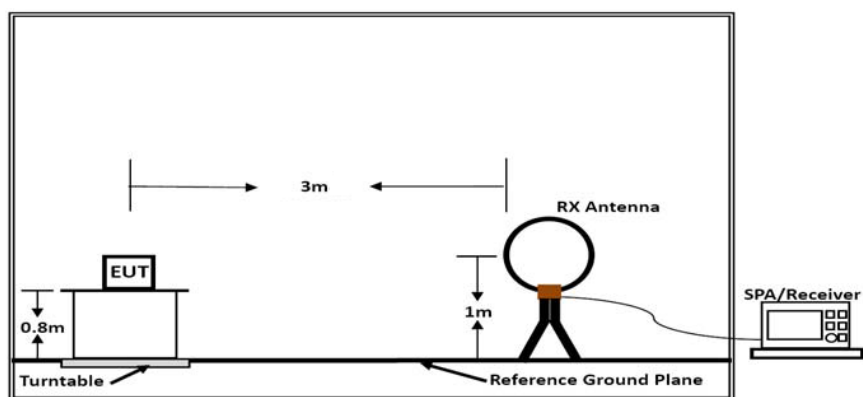 3m
RX Antenna
EUT
SPA/Receiver
0.8m
1m
Turntable
Reference Ground Plane